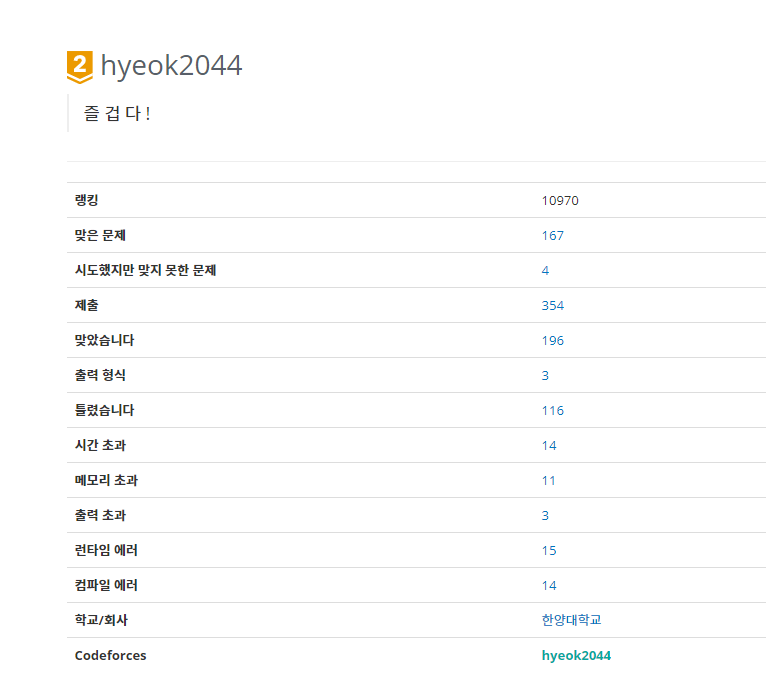 2 hyeok2044
즐 겁 다 !
랭킹 10970
맞은 문제 167
시도했지만 맞지 못한 문제 4
제출 354
맞았습니다 196
출력 형식 3
틀렸습니다 116
시간 초과 14
메모리 초과 11
출력 초과 3
런타임 에러 15
컴파일 에러 14
학교/회사 한양대학교
Codeforces hyeok2044